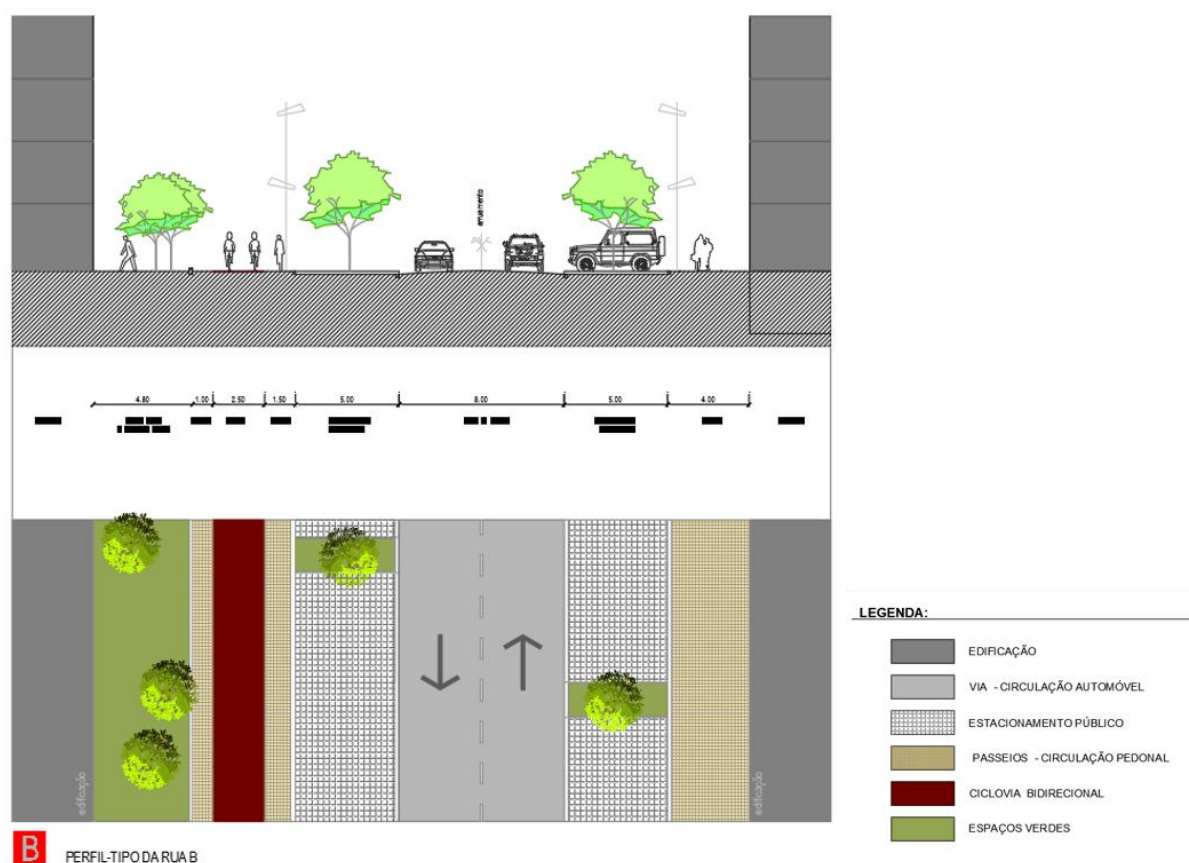 arruamento
4.80 1.00 2.50 1.50 5.00 8.00 5.00 4.00
edificação
edificação
LEGENDA:
EDIFICAÇÃO
VIA - CIRCULAÇÃO AUTOMÓVEL
ESTACIONAMENTO PÚBLICO
PASSEIOS - CIRCULAÇÃO PEDONAL
CICLOVIA BIDIRECIONAL
ESPAÇOS VERDES
B PERFIL-TIPO DA RUA B